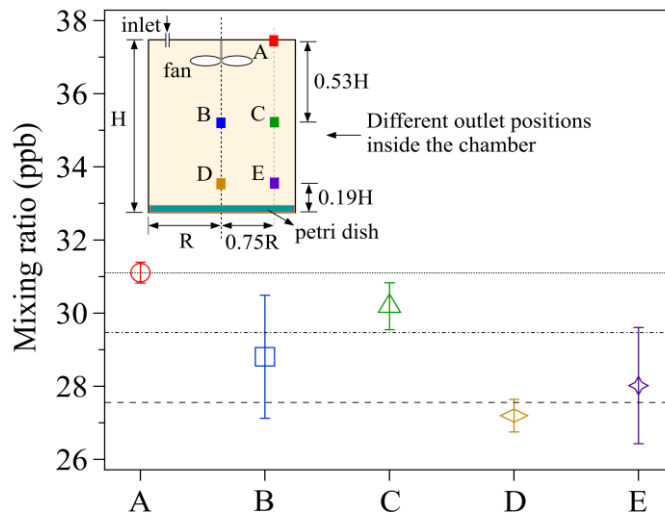 38
36
34
32
30
28
26
Mixing ratio (ppb)
inlet
fan
A
B
C
D
E
H
0.53H
0.19H
R
0.75R
petri dish
Different outlet positions
inside the chamber
A B C D E